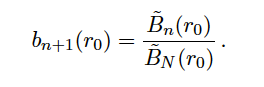 b_{n+1}(r_0) = \frac{\tilde{B}_n(r_0)}{\tilde{B}_N(r_0)} .